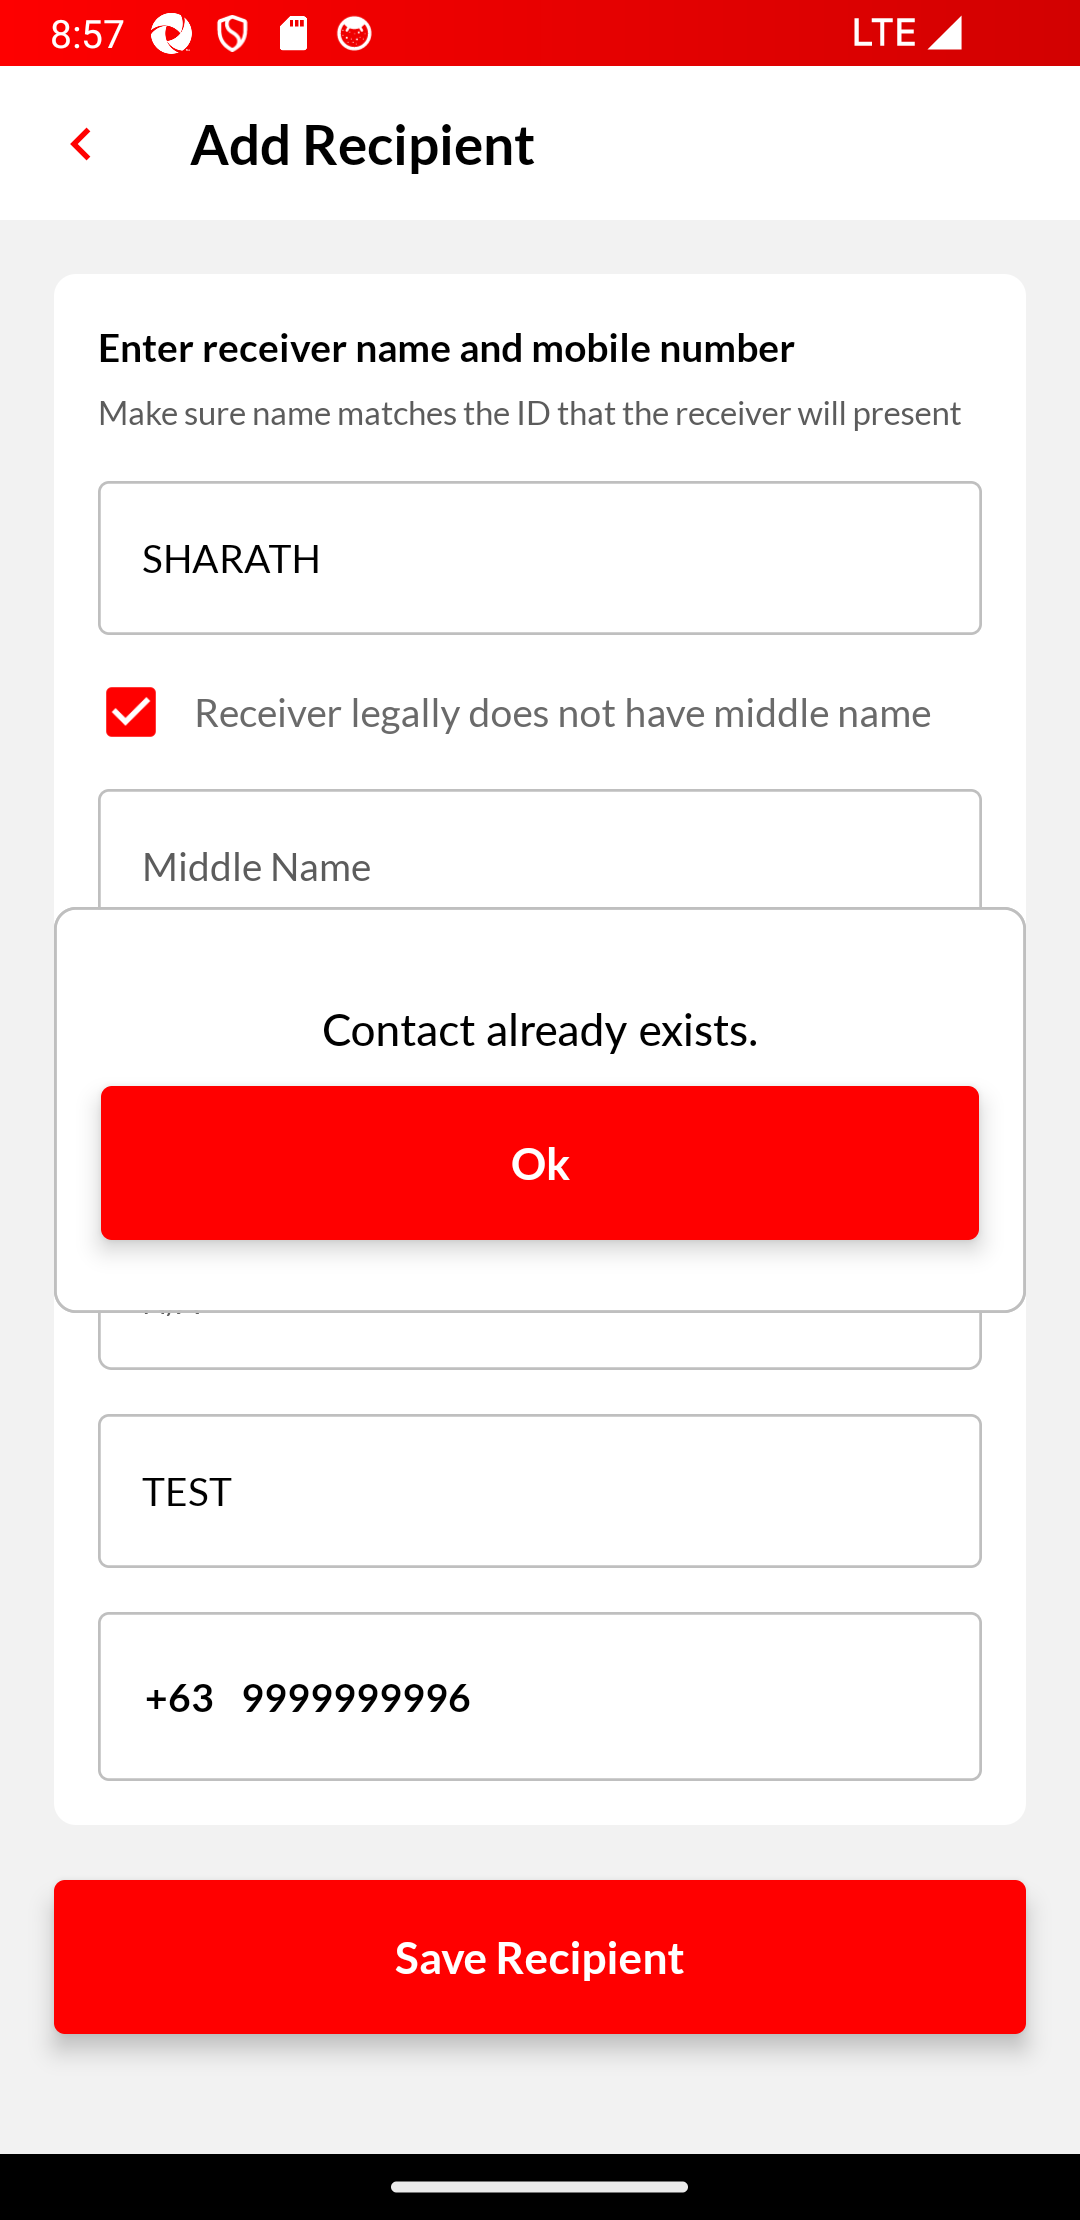 8:57
LTE
Add Recipient
Enter receiver name and mobile number
Make sure name matches the ID that the receiver will present
SHARATH
Receiver legally does not have middle name
Middle Name
Contact already exists.
Ok
TEST
+63 9999999996
Save Recipient